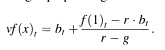 vf(x)_t = b_t + \frac{f(1)_t - r \cdot b_t}{r - g}.